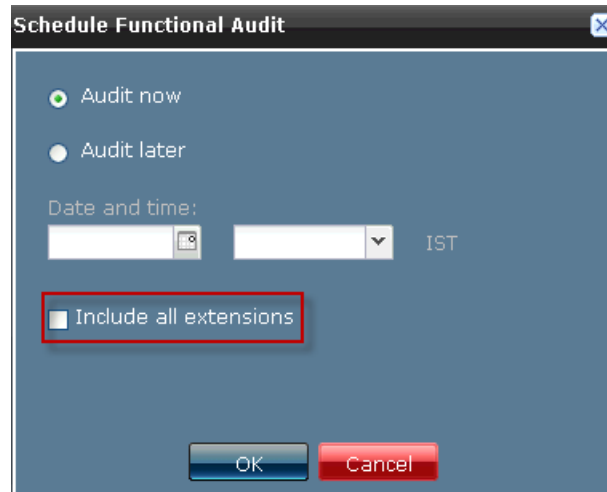 Schedule Functional Audit
Audit now
Audit later
Date and time:
IST
Include all extensions
OK Cancel